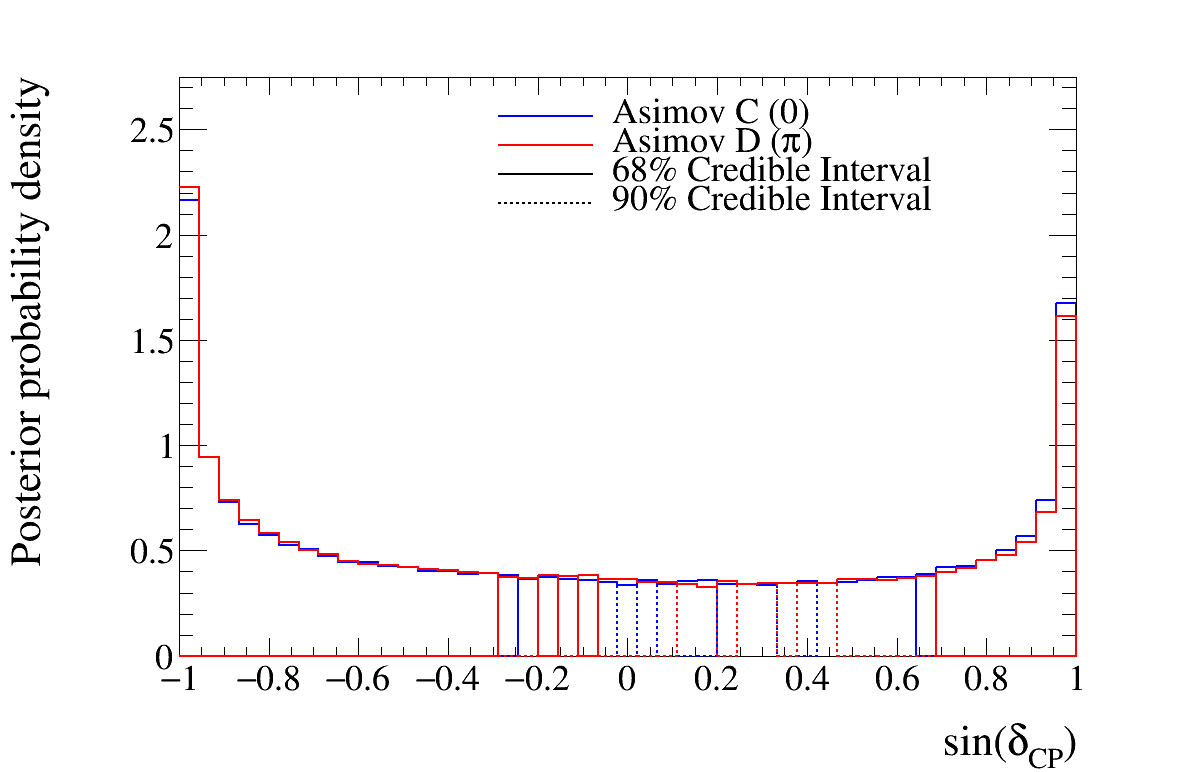 Posterior probability density
2.5
2
1.5
1
0.5
0
Asimov C (0)
Asimov D (π)
68% Credible Interval
90% Credible Interval
−1 −0.8 −0.6 −0.4 −0.2 0 0.2 0.4 0.6 0.8 1
sin(δCP)